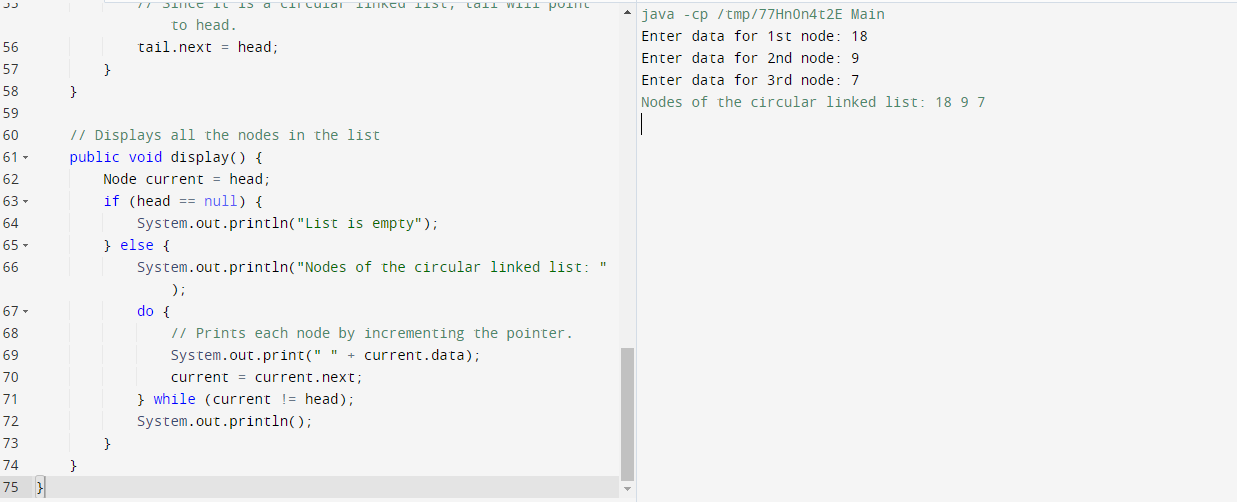 // Since it is a circular linked list, tail will point
to head.
56 tail.next = head;
57 }
58 }
59
60 // Displays all the nodes in the list
61 public void display() {
62 Node current = head;
63 if (head == null) {
64 System.out.println("List is empty");
65 } else {
66 System.out.println("Nodes of the circular linked list: "
);
67 do {
68 // Prints each node by incrementing the pointer.
69 System.out.print(" " + current.data);
70 current = current.next;
71 } while (current != head);
72 System.out.println();
73 }
74 }
75 }
java -cp /tmp/77HnOn4t2E Main
Enter data for 1st node: 18
Enter data for 2nd node: 9
Enter data for 3rd node: 7
Nodes of the circular linked list: 18 9 7